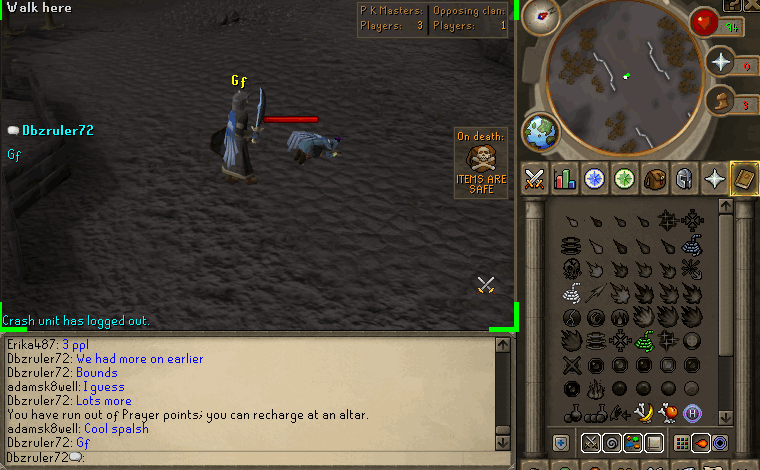 Walk here
P K Masters: Opposing clan:
Players: 3 Players: 1
94
Gf
0
Dbzruler72
3
Gf
On death:
ITEMS ARE
SAFE
Crash unit has logged out.
Erika487: 3 ppl
Dbzruler72: We had more on earlier
Dbzruler72: Bounds
adamsk8well: I guess
Dbzruler72: Lots more
You have run out of Prayer points; you can recharge at an altar.
adamsk8well: Cool spalsh
Dbzruler72: Gf
Dbzruler72:
H